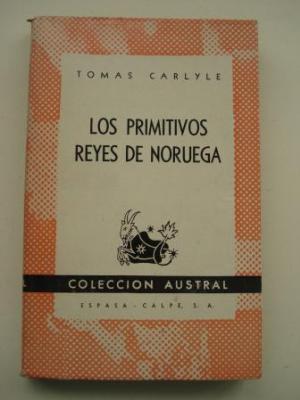 TOMAS CARLYLE
LOS PRIMITIVOS
REYES DE NORUEGA
COLECCION AUSTRAL
ESPASA-CALPE, S. A.